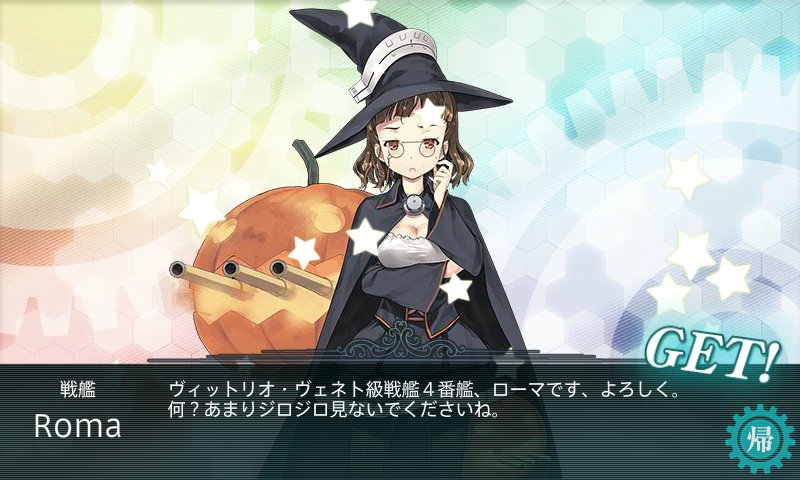 GET!
戦艦
Roma
ヴィットリオ・ヴェネト級戦艦４番艦、ローマです、よろしく。
何？あまりジロジロ見ないでくださいね。
帰